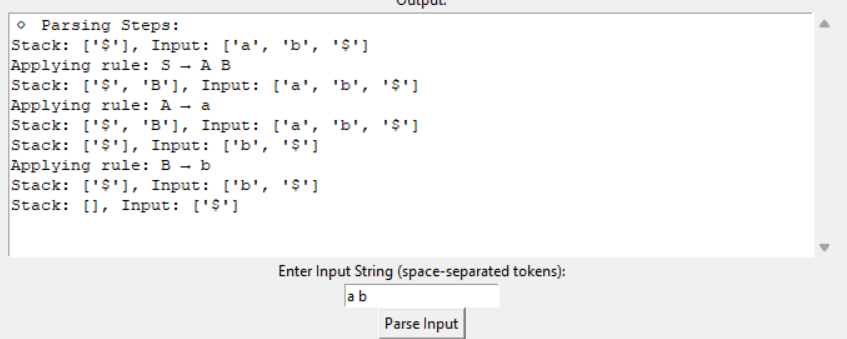 Output:
⋄ Parsing Steps:
Stack: ['$'], Input: ['a', 'b', '$']
Applying rule: S → A B
Stack: ['$', 'B'], Input: ['a', 'b', '$']
Applying rule: A → a
Stack: ['$', 'B'], Input: ['a', 'b', '$']
Stack: ['$'], Input: ['b', '$']
Applying rule: B → b
Stack: ['$'], Input: ['b', '$']
Stack: [], Input: ['$']
Enter Input String (space-separated tokens):
a b
Parse Input